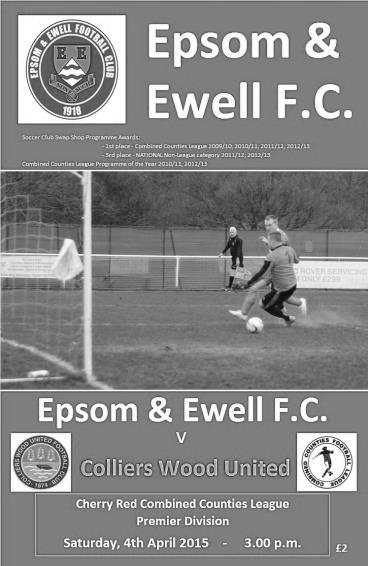 EPSOM & EWELL FOOTBALL CLUB
E E
1918
Epsom &
Ewell F.C.
Soccer Club Swap Shop Programme Awards:
- 1st place - Combined Counties League 2009/10, 2010/11, 2011/12, 2012/13
- 3rd place - NATIONAL Non-League category 2011/12, 2012/13
Combined Counties League Programme of the Year 2010/11, 2012/13
ROVER SERVICING
ONLY £299
Epsom & Ewell F.C.
v
COLLIERS WOOD UNITED FOOTBALL CLUB
- 1874 -
Colliers Wood United
COMBINED COUNTIES FOOTBALL LEAGUE
Cherry Red Combined Counties League
Premier Division
Saturday, 4th April 2015 - 3.00 p.m.
£2